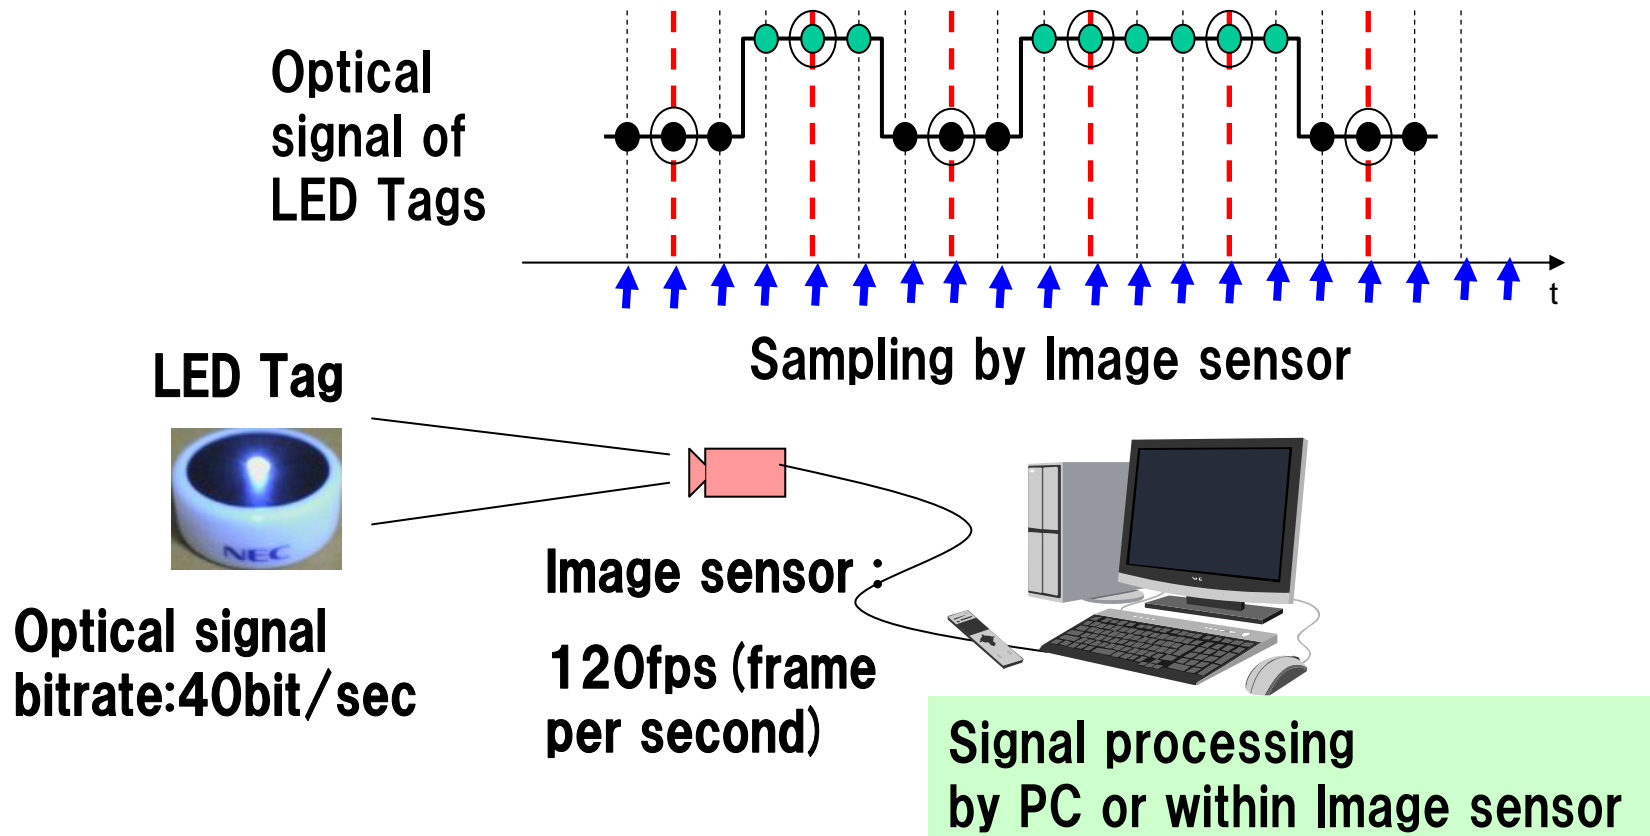 Optical
signal of
LED Tags
t
Sampling by Image sensor
LED Tag
NEC
Optical signal
bitrate:40bit/sec
Image sensor：
120fps(frame
per second)
Signal processing
by PC or within Image sensor